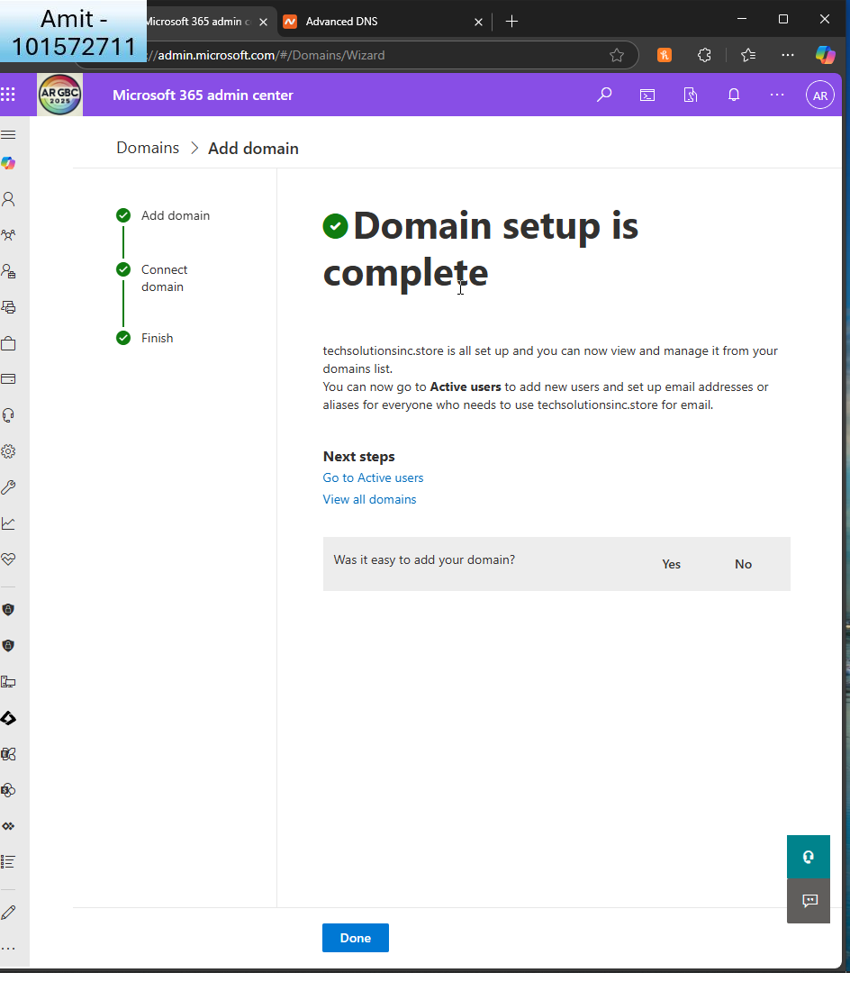 Amit -
101572711
Microsoft 365 admin c
Advanced DNS
://admin.microsoft.com/#/Domains/Wizard
AR GBC
2025
Microsoft 365 admin center
AR
Domains > Add domain
Add domain
Connect
domain
Finish
Domain setup is
complete
techsolutionsinc.store is all set up and you can now view and manage it from your
domains list.
You can now go to Active users to add new users and set up email addresses or
aliases for everyone who needs to use techsolutionsinc.store for email.
Next steps
Go to Active users
View all domains
Was it easy to add your domain?
Yes
No
Done